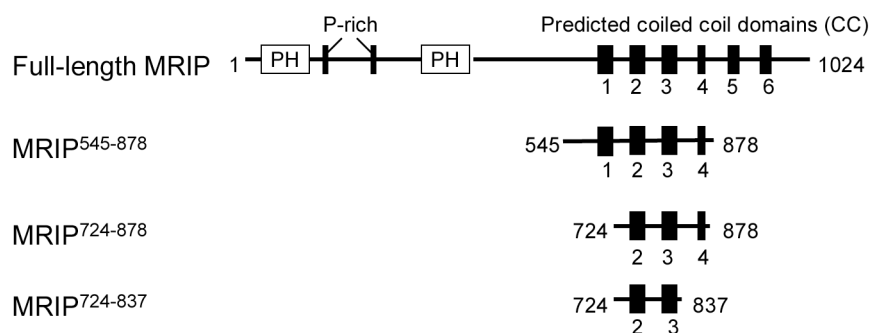 P-rich Predicted coiled coil domains (CC)
Full-length MRIP 1 PH PH 1024
1 2 3 4 5 6
MRIP545-878 545 878
1 2 3 4
MRIP724-878 724 878
2 3 4
MRIP724-837 724 837
2 3